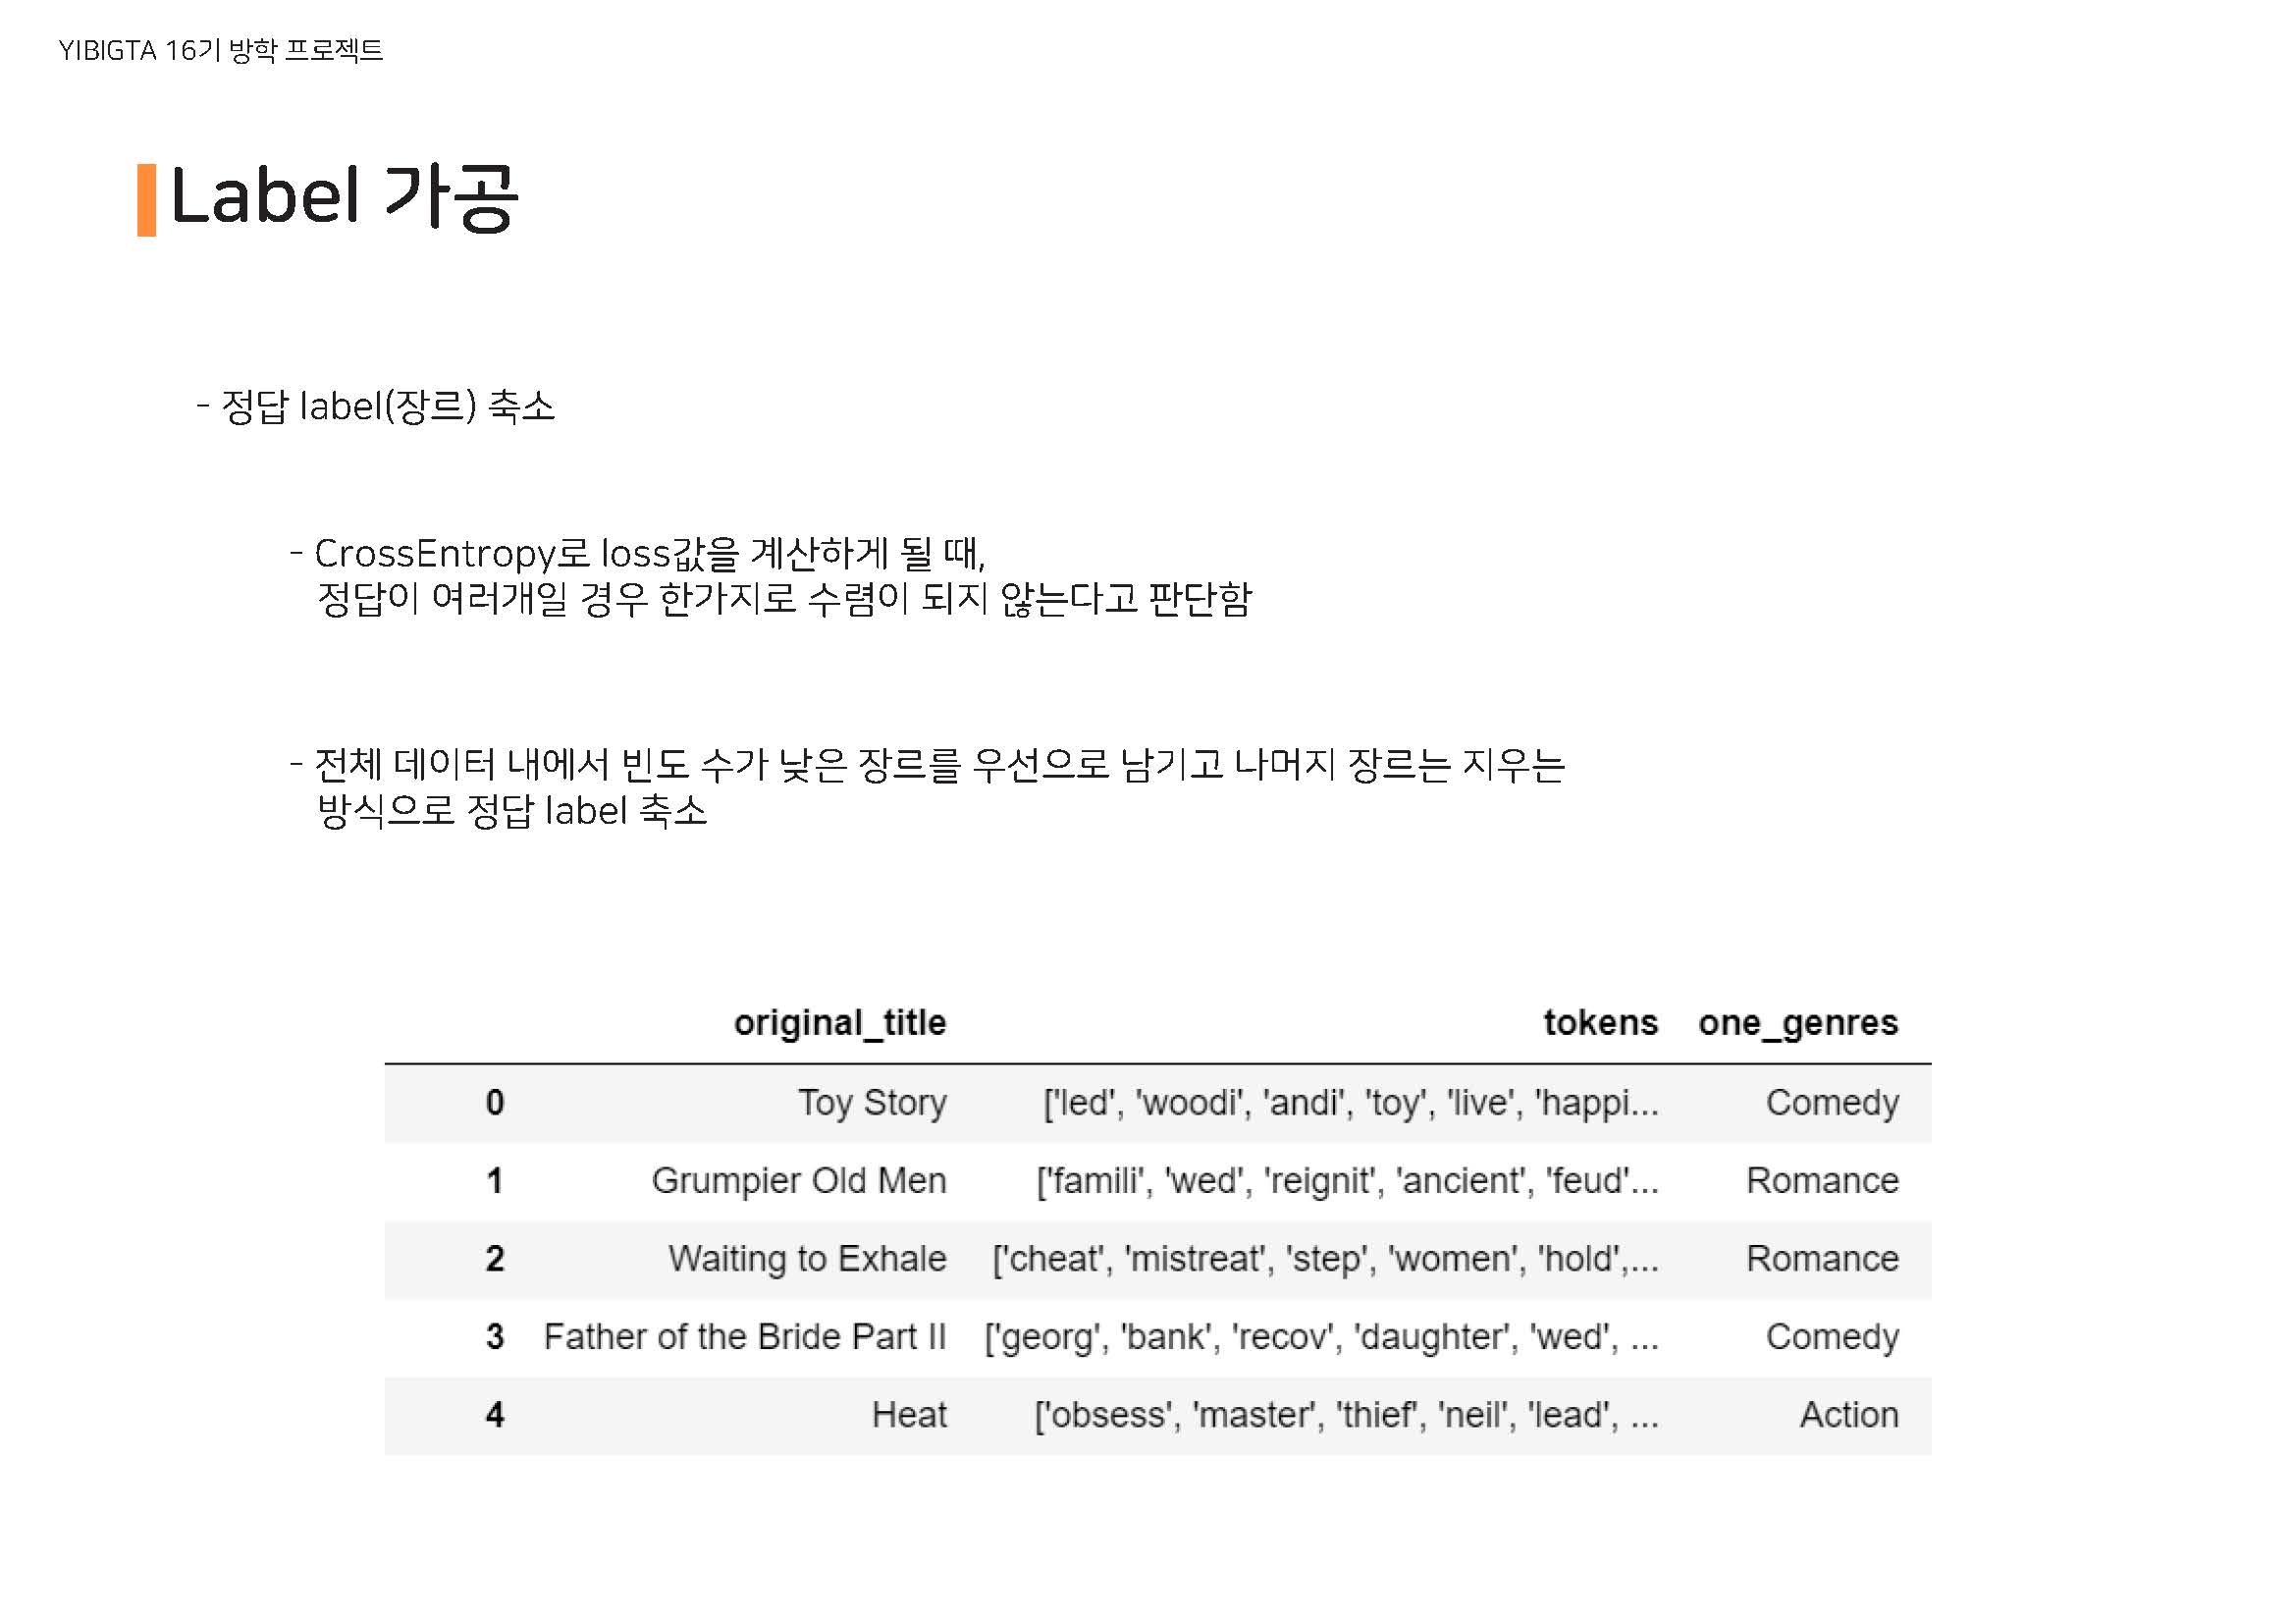 YIBIGTA 16기 방학 프로젝트
Label 가공
- 정답 label(장르) 축소
- CrossEntropy로 loss값을 계산하게 될 때,
정답이 여러개일 경우 한가지로 수렴이 되지 않는다고 판단함
- 전체 데이터 내에서 빈도 수가 낮은 장르를 우선으로 남기고 나머지 장르는 지우는
방식으로 정답 label 축소
original_title tokens one_genres
0 Toy Story ['led', 'woodi', 'andi', 'toy', 'live', 'happi...
1 Grumpier Old Men ['famili', 'wed', 'reignit', 'ancient', 'feud'... Romance
2 Waiting to Exhale ['cheat', 'mistreat', 'step', 'women', 'hold',... Romance
3 Father of the Bride Part II ['georg', 'bank', 'recov', 'daughter', 'wed', ... Comedy
4 Heat ['obsess', 'master', 'thief', 'neil', 'lead', ... Action